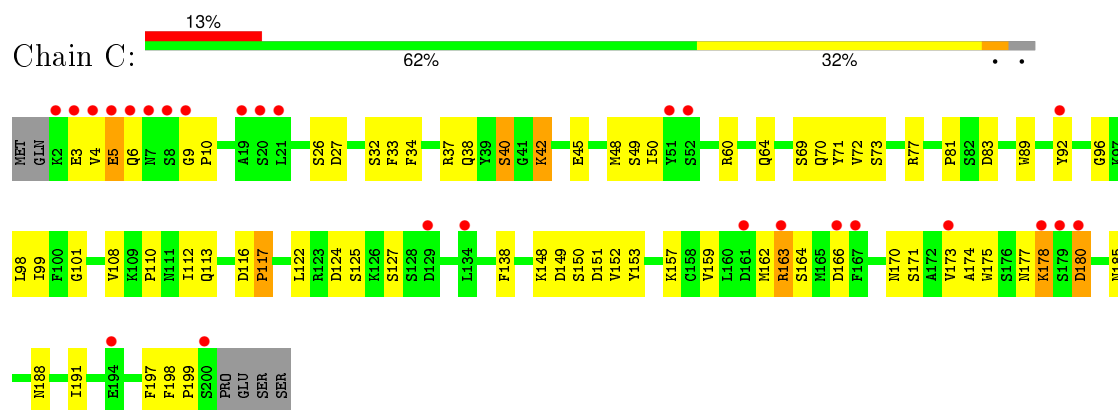 13%
Chain C:
62% 32% • •
MET GLN K2 E3 V4 E5 Q6 N7 S8 G9 P10 A19 S20 L21 S26 D27 S32 F33 F34 R37 Q38 Y39 S40 G41 K42 E45 M48 S49 I50 Y51 S52 R60 Q64 S69 Q70 Y71 V72 S73 R77 P81 S82 D83 W89 Y92 G96 K97
L98 I99 F100 G101 V108 K109 P110 N111 I112 Q113 D116 P117 L122 R123 D124 S125 K126 S127 S128 D129 L134 F138 K148 D149 S150 D151 V152 Y153 K157 C158 V159 L160 D161 M162 R163 S164 M165 D166 F167 N170 S171 A172 V173 A174 W175 S176 N177 K178 S179 D180 N185
N188 I191 E194 F197 F198 P199 S200 PRO GLU SER SER